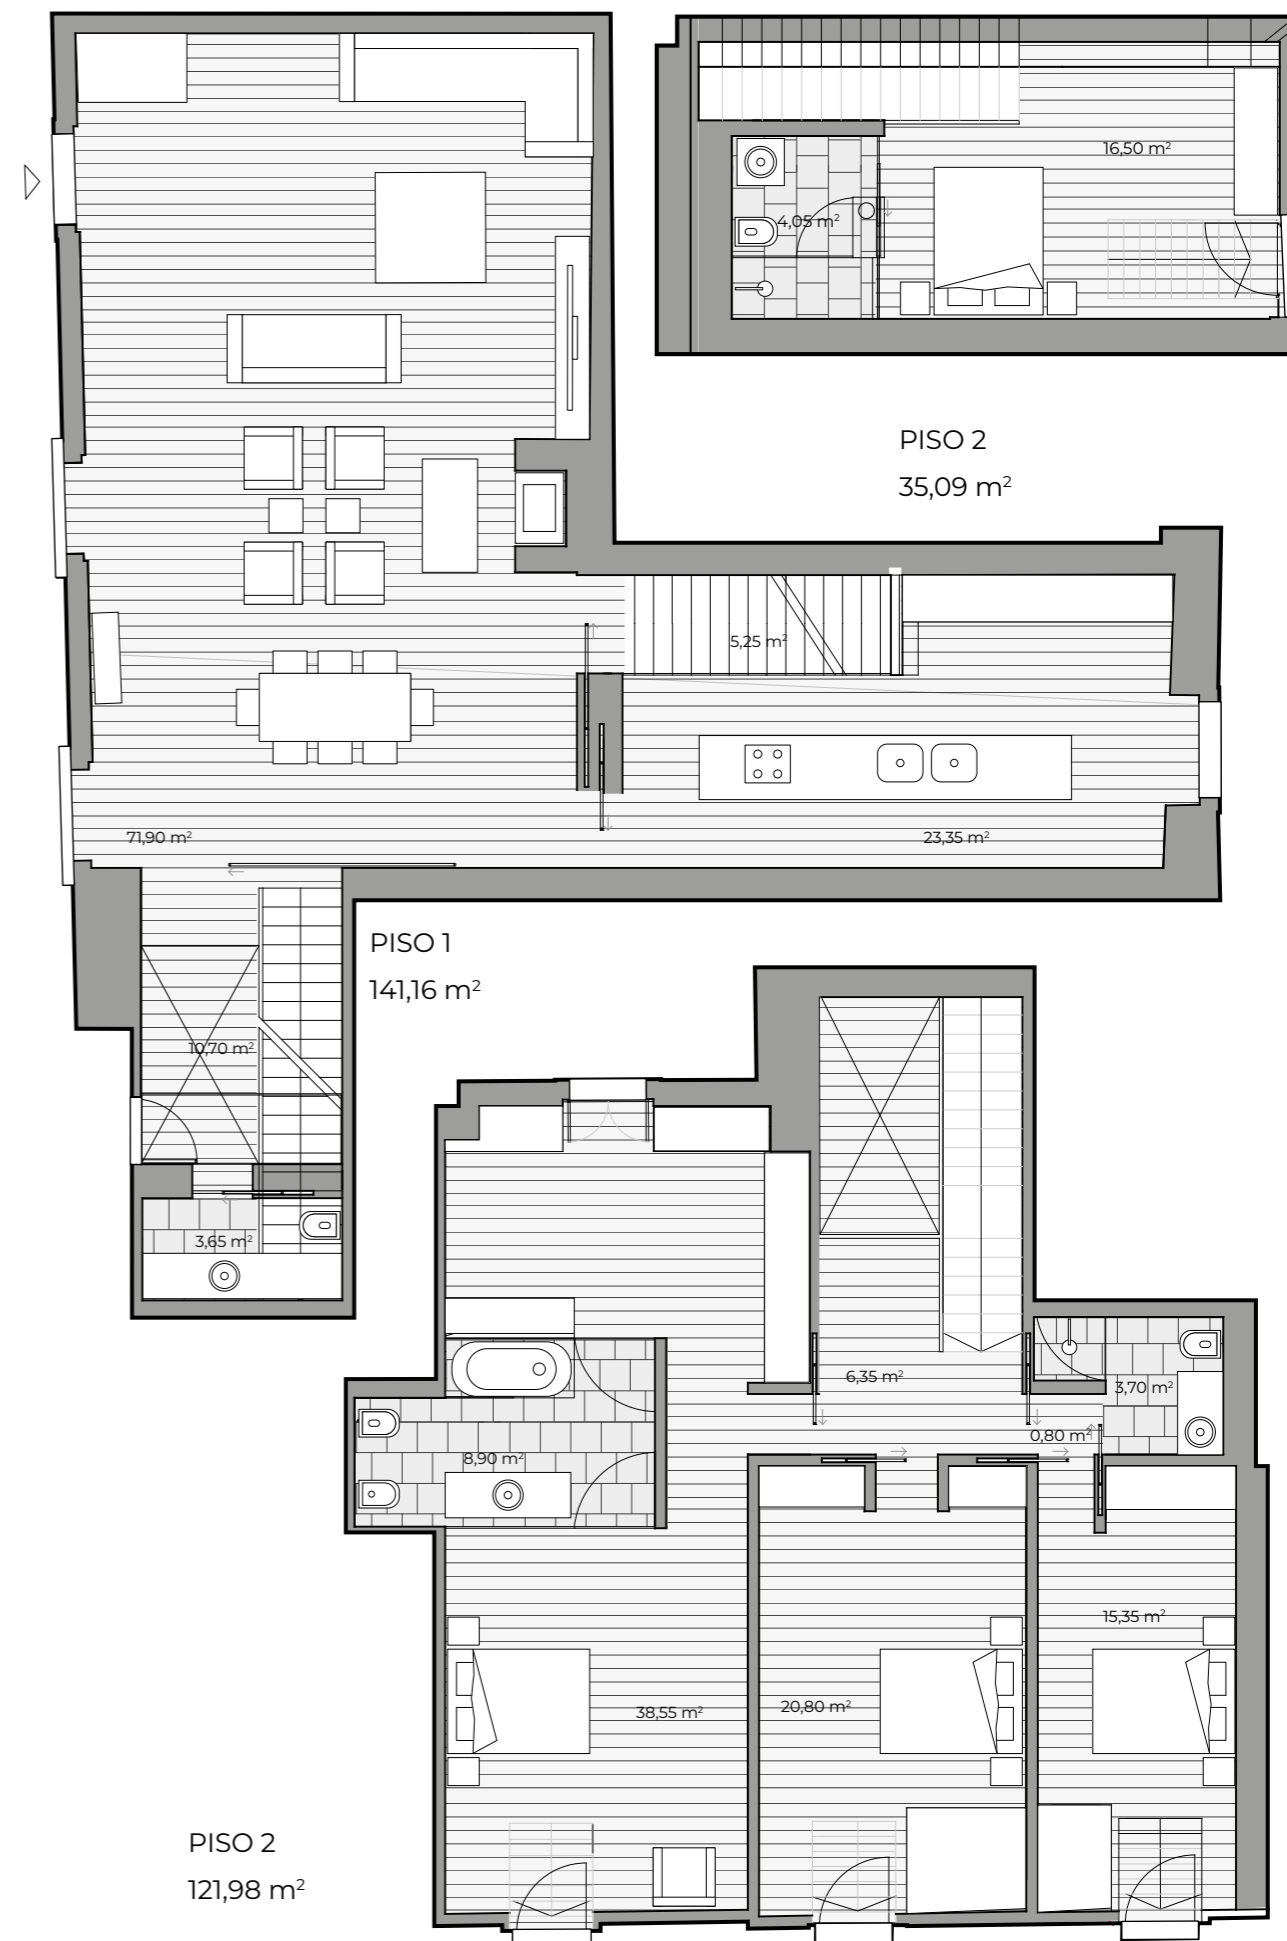 16,50 m²
4,05 m²
PISO 2
35,09 m²
5,25 m²
71,90 m²
23,35 m²
PISO 1
141,16 m²
10,70 m²
3,65 m²
6,35 m²
3,70 m²
0,80 m²
8,90 m²
15,35 m²
38,55 m²
20,80 m²
PISO 2
121,98 m²